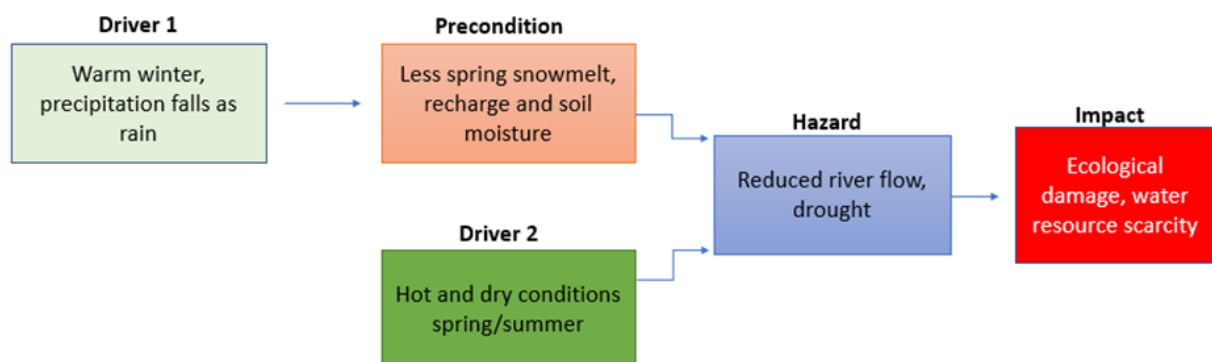 Driver 1
Warm winter,
precipitation falls as
rain
Precondition
Less spring snowmelt,
recharge and soil
moisture
Driver 2
Hot and dry conditions
spring/summer
Hazard
Reduced river flow,
drought
Impact
Ecological
damage, water
resource scarcity